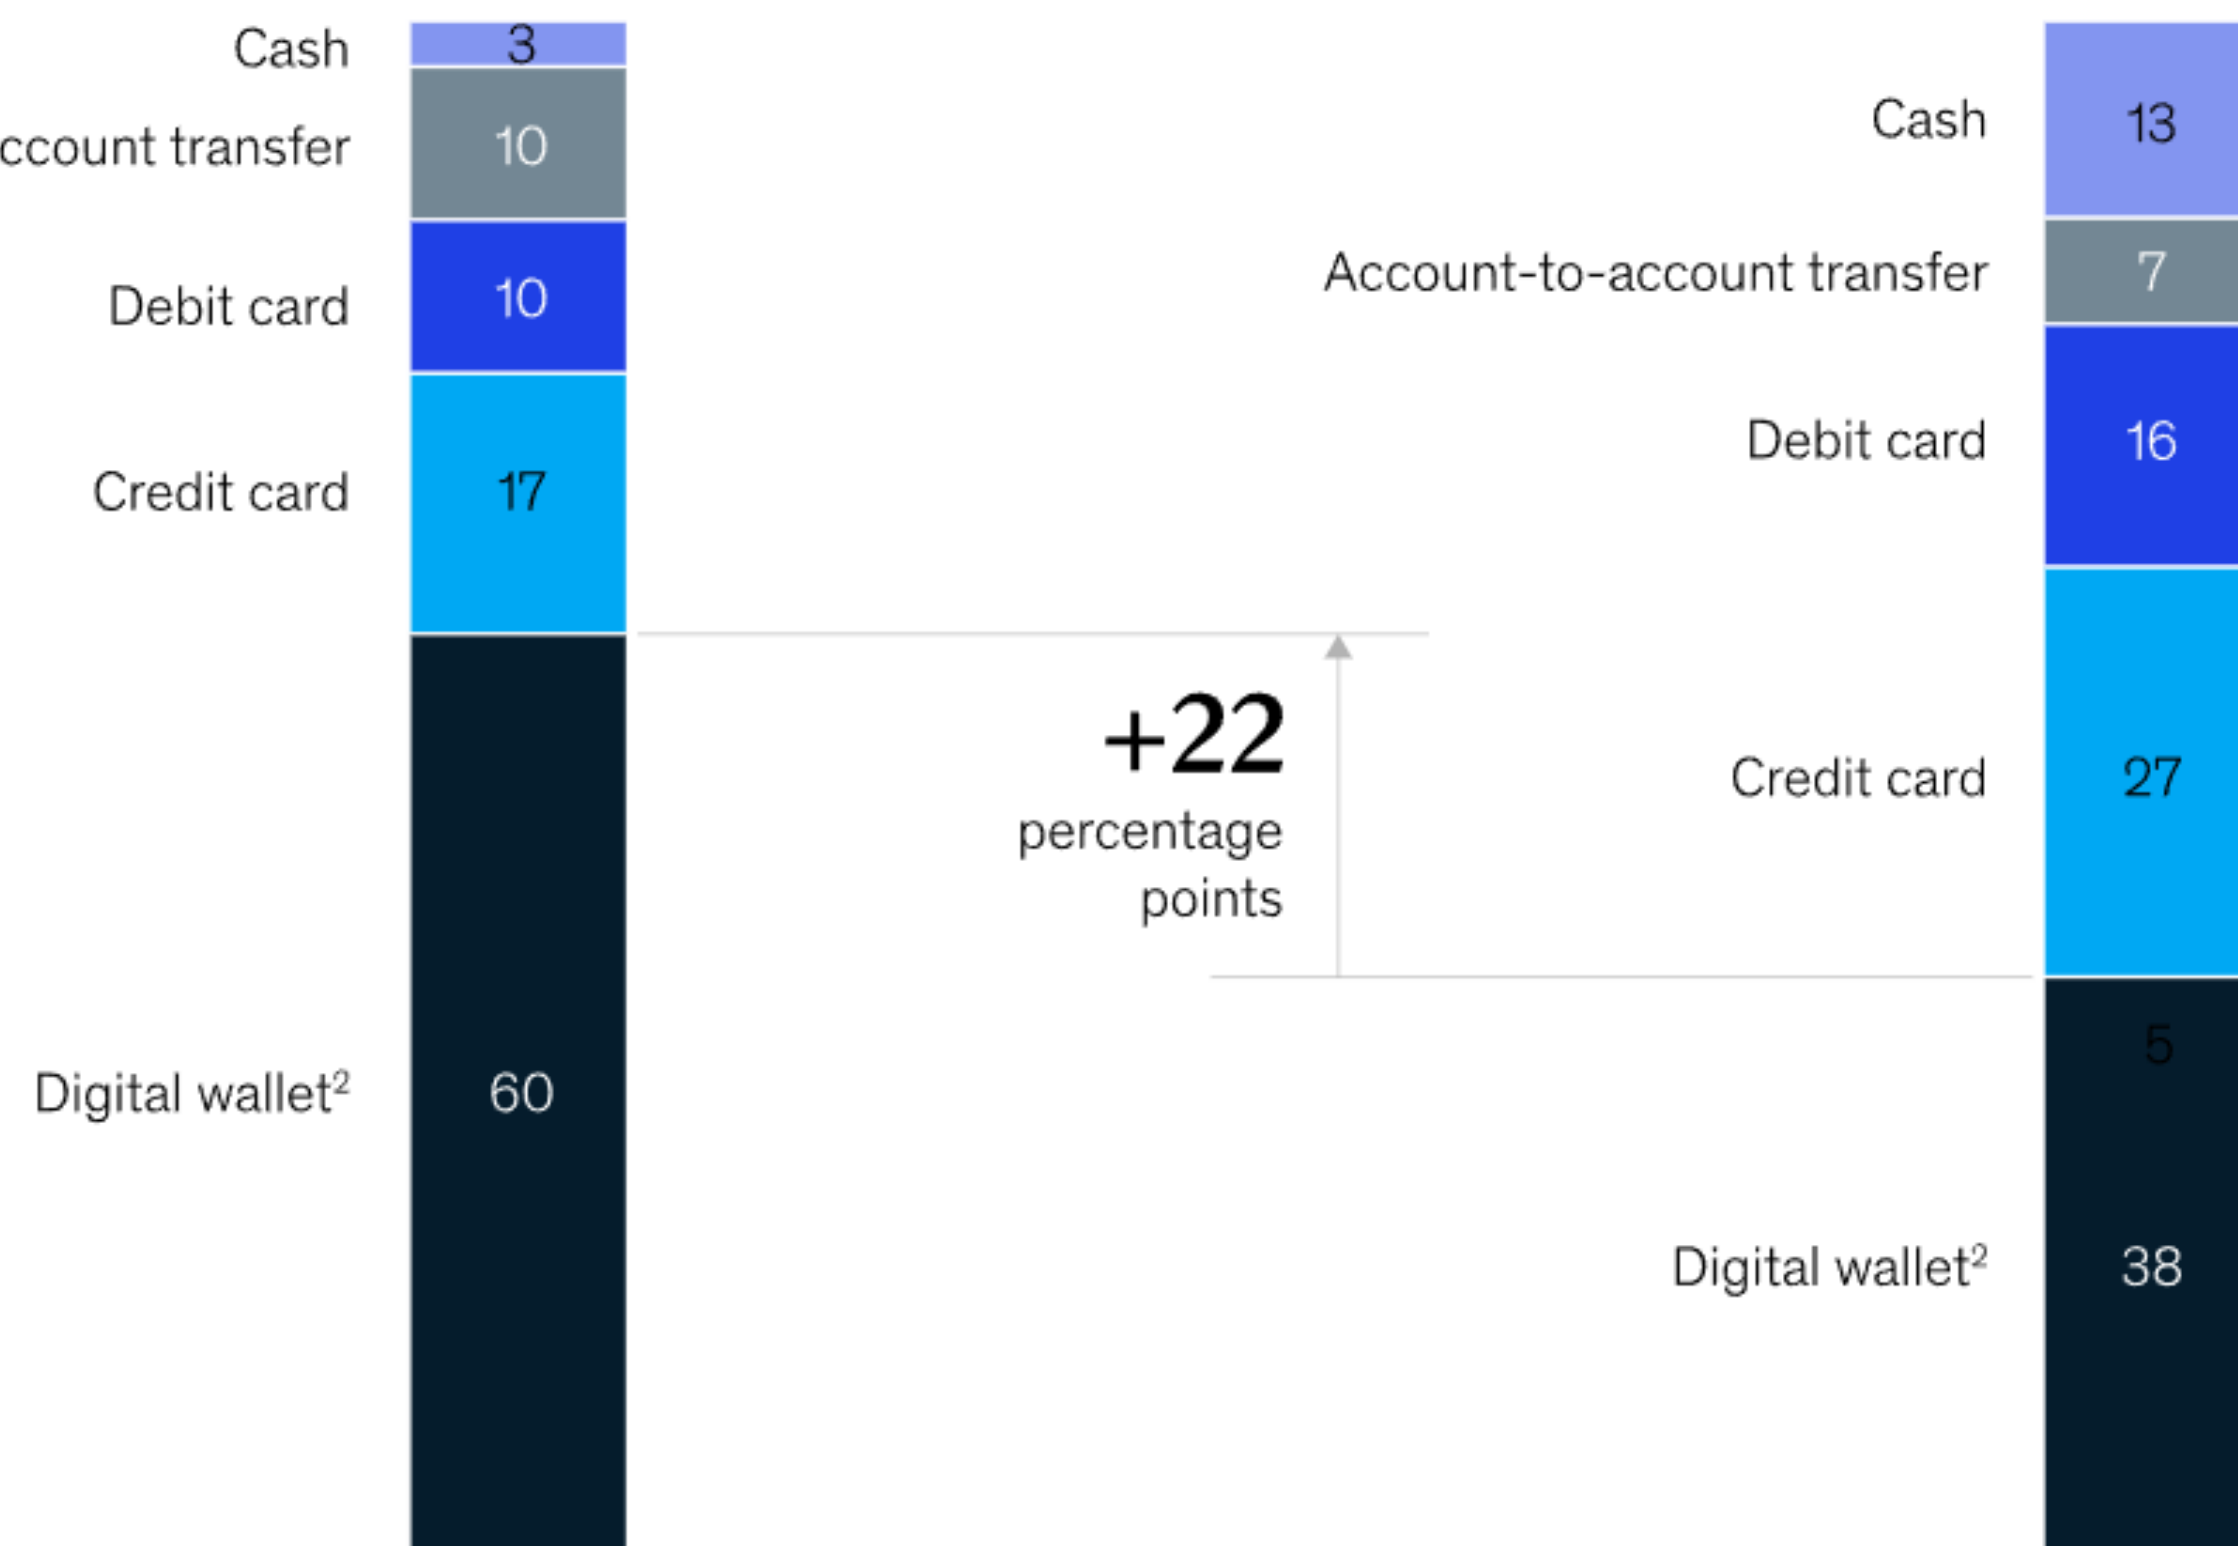 Cash 3
ccount transfer 10
Debit card 10
Credit card 17
Digital wallet² 60
+22
percentage
points
Cash 13
Account-to-account transfer 7
Debit card 16
Credit card 27
5
Digital wallet² 38